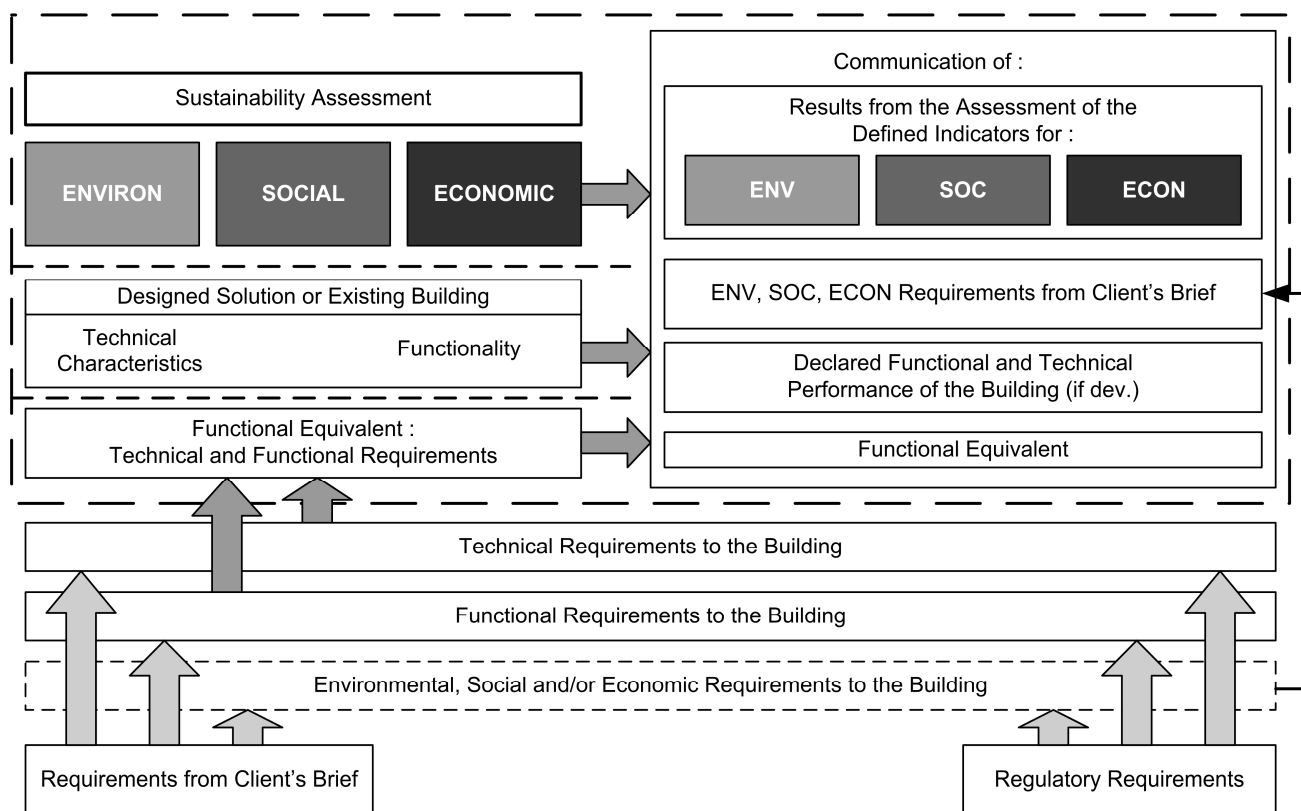 Sustainability Assessment
ENVIRON
SOCIAL
ECONOMIC
Designed Solution or Existing Building
Technical
Characteristics
Functionality
Functional Equivalent :
Technical and Functional Requirements
Communication of :
Results from the Assessment of the
Defined Indicators for :
ENV
SOC
ECON
ENV, SOC, ECON Requirements from Client’s Brief
Declared Functional and Technical
Performance of the Building (if dev.)
Functional Equivalent
Technical Requirements to the Building
Functional Requirements to the Building
Environmental, Social and/or Economic Requirements to the Building
Requirements from Client’s Brief
Regulatory Requirements